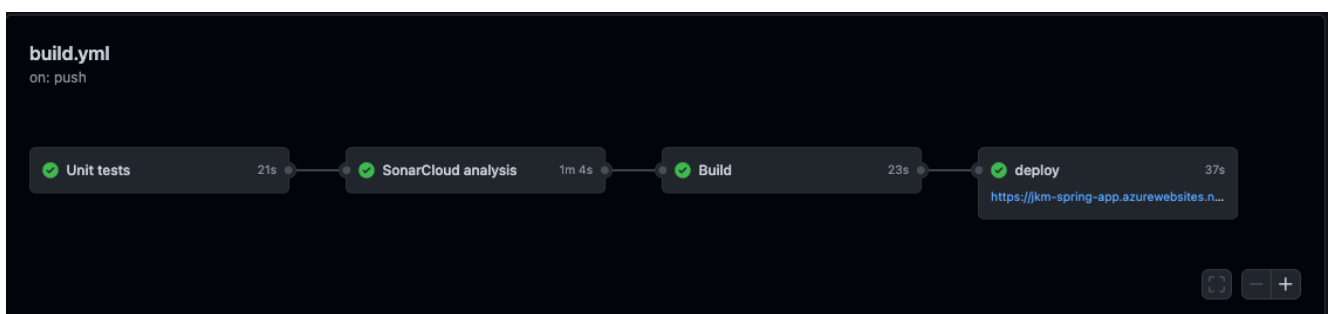 build.yml
on: push
Unit tests 21s
SonarCloud analysis 1m 4s
Build 23s
deploy 37s
https://jkm-spring-app.azurewebsites.n...